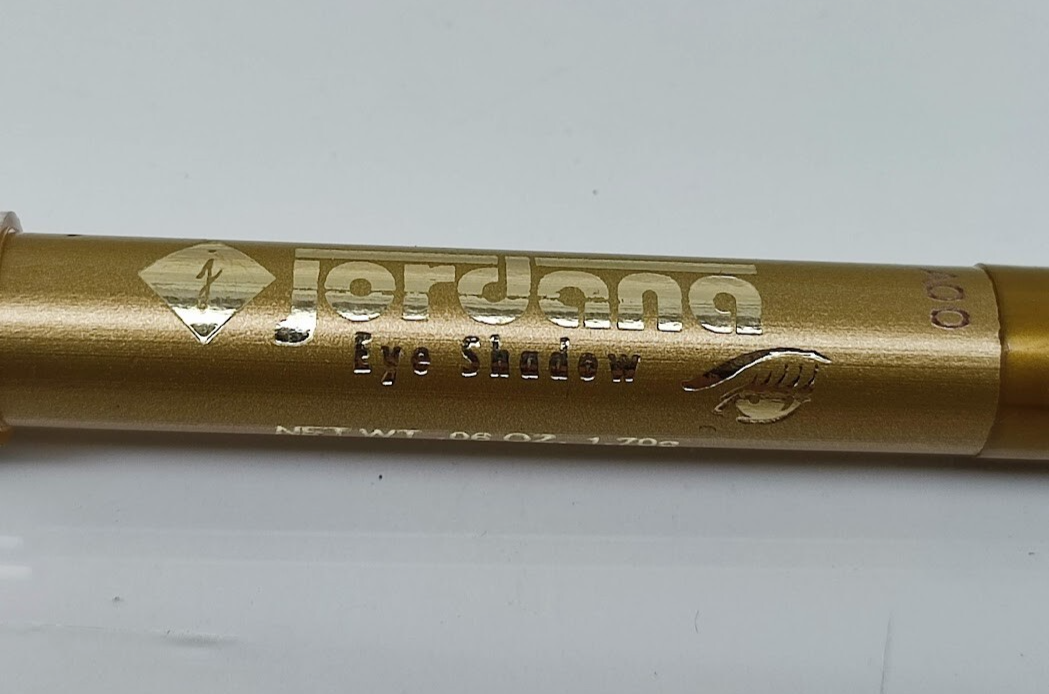 j
jordana
Eye Shadow
NET WT. .06 OZ. 1.70g